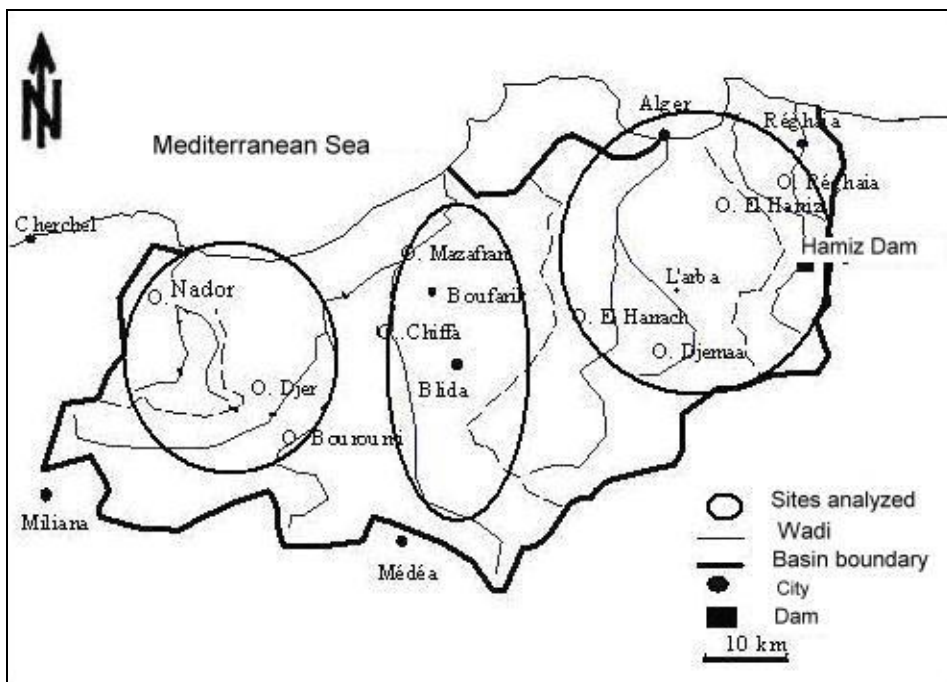 N
Alger
Réghaia
Mediterranean Sea
O. Réghaia
O. El Hamiz
Cherchel
Hamiz Dam
O. Mazafran
O. Nador
L'arba
Boufarik
O. El Harrach
O. Chiffa
O. Djemaa
Blida
O. Djer
O. Bouroumi
Miliana
Médéa
Sites analyzed
Wadi
Basin boundary
City
Dam
10 km